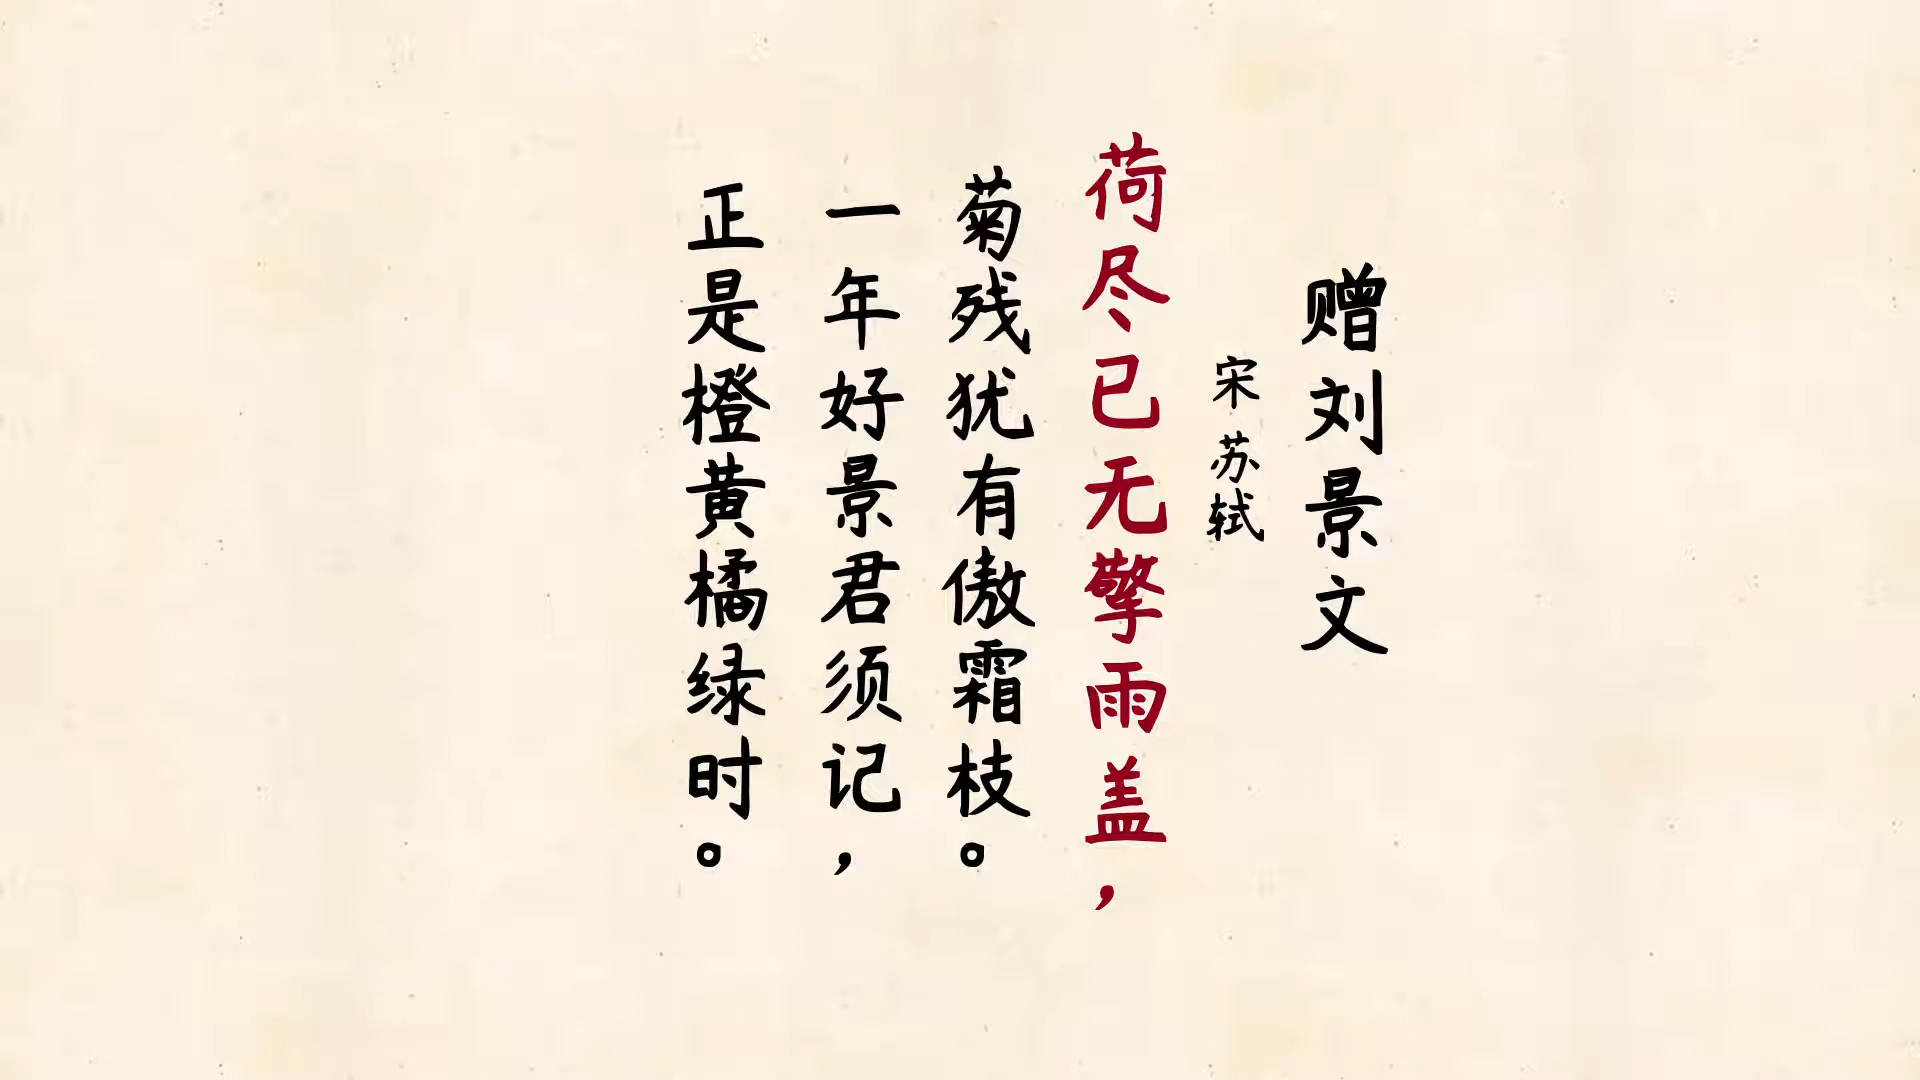 赠刘景文
宋 苏轼
荷尽已无擎雨盖，
菊残犹有傲霜枝。
一年好景君须记，
正是橙黄橘绿时。